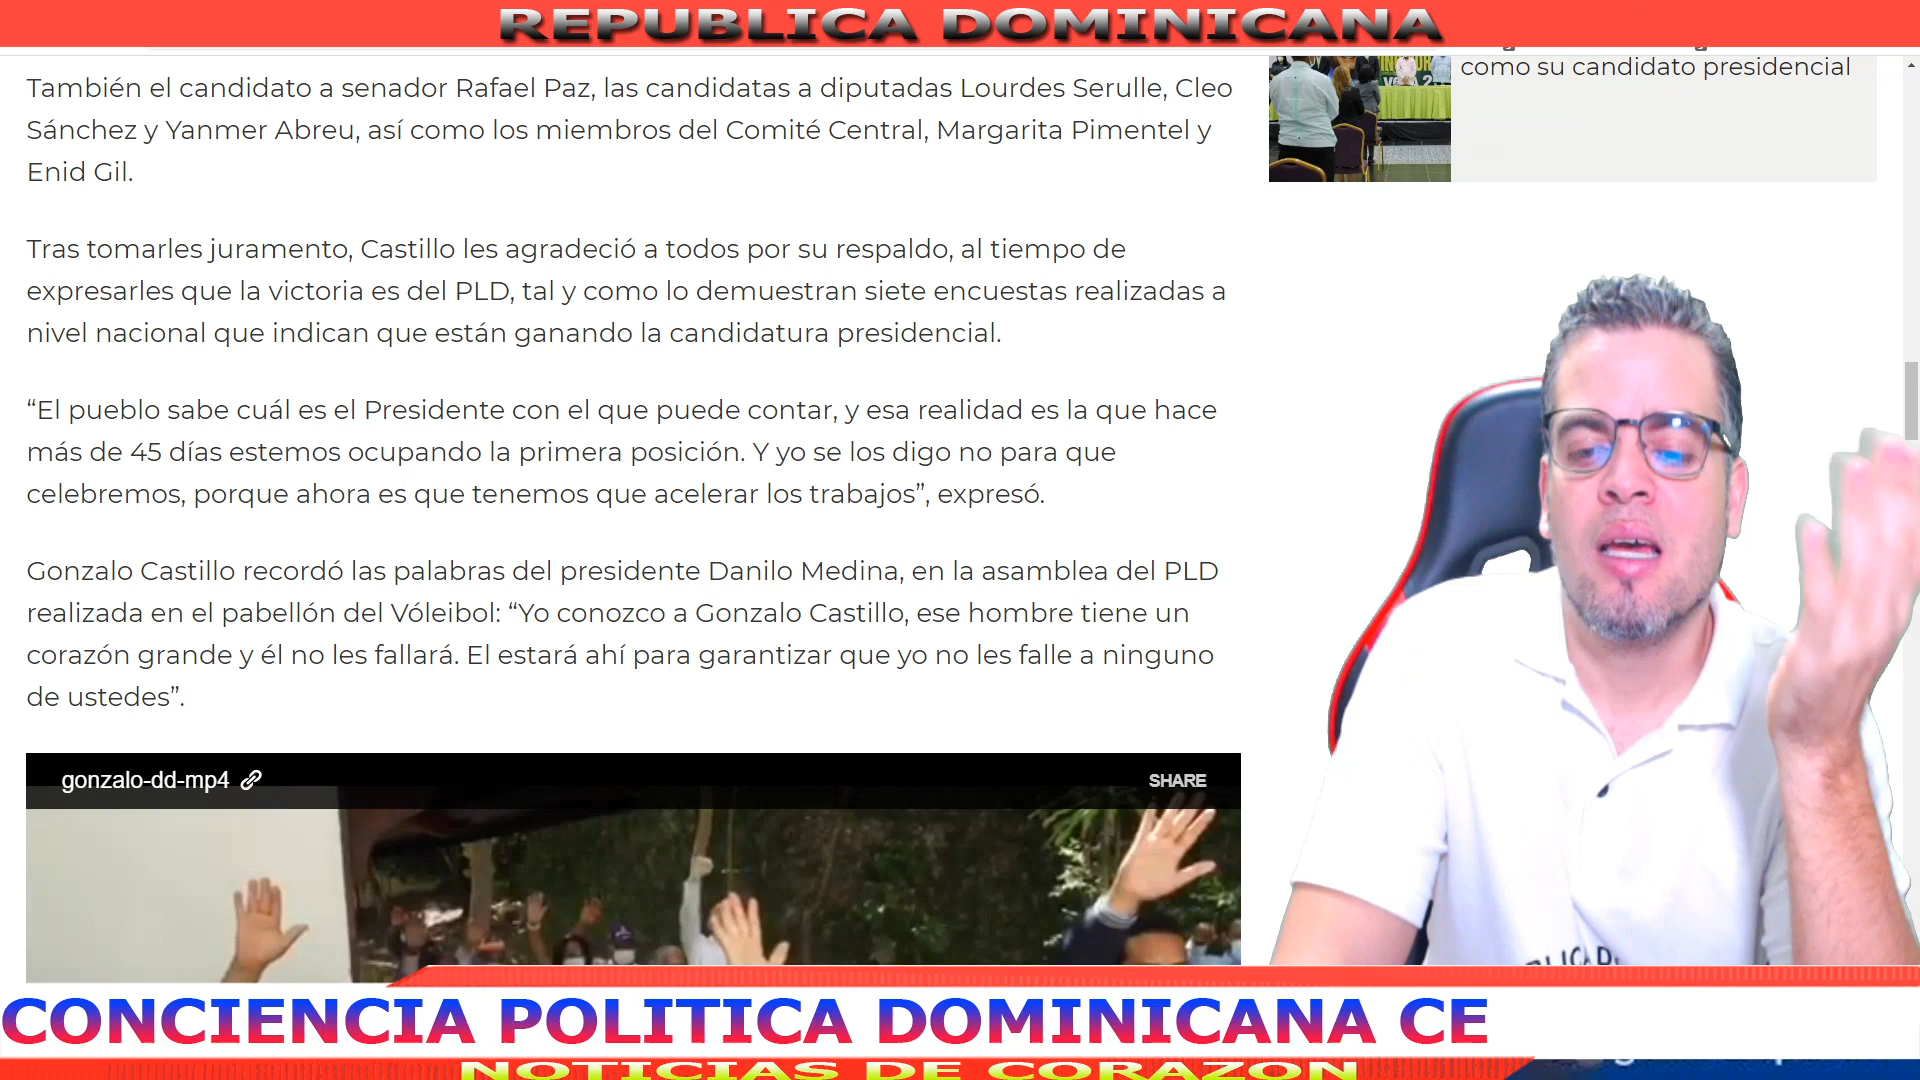 REPUBLICA DOMINICANA
como su candidato presidencial
También el candidato a senador Rafael Paz, las candidatas a diputadas Lourdes Serulle, Cleo
Sánchez y Yanmer Abreu, así como los miembros del Comité Central, Margarita Pimentel y
Enid Gil.
Tras tomarles juramento, Castillo les agradeció a todos por su respaldo, al tiempo de
expresarles que la victoria es del PLD, tal y como lo demuestran siete encuestas realizadas a
nivel nacional que indican que están ganando la candidatura presidencial.
“El pueblo sabe cuál es el Presidente con el que puede contar, y esa realidad es la que hace
más de 45 días estemos ocupando la primera posición. Y yo se los digo no para que
celebremos, porque ahora es que tenemos que acelerar los trabajos”, expresó.
Gonzalo Castillo recordó las palabras del presidente Danilo Medina, en la asamblea del PLD
realizada en el pabellón del Vóleibol: “Yo conozco a Gonzalo Castillo, ese hombre tiene un
corazón grande y él no les fallará. El estará ahí para garantizar que yo no les falle a ninguno
de ustedes”.
gonzalo-dd-mp4
SHARE
CONCIENCIA POLITICA DOMINICANA CE
NOTICIAS DE CORAZON